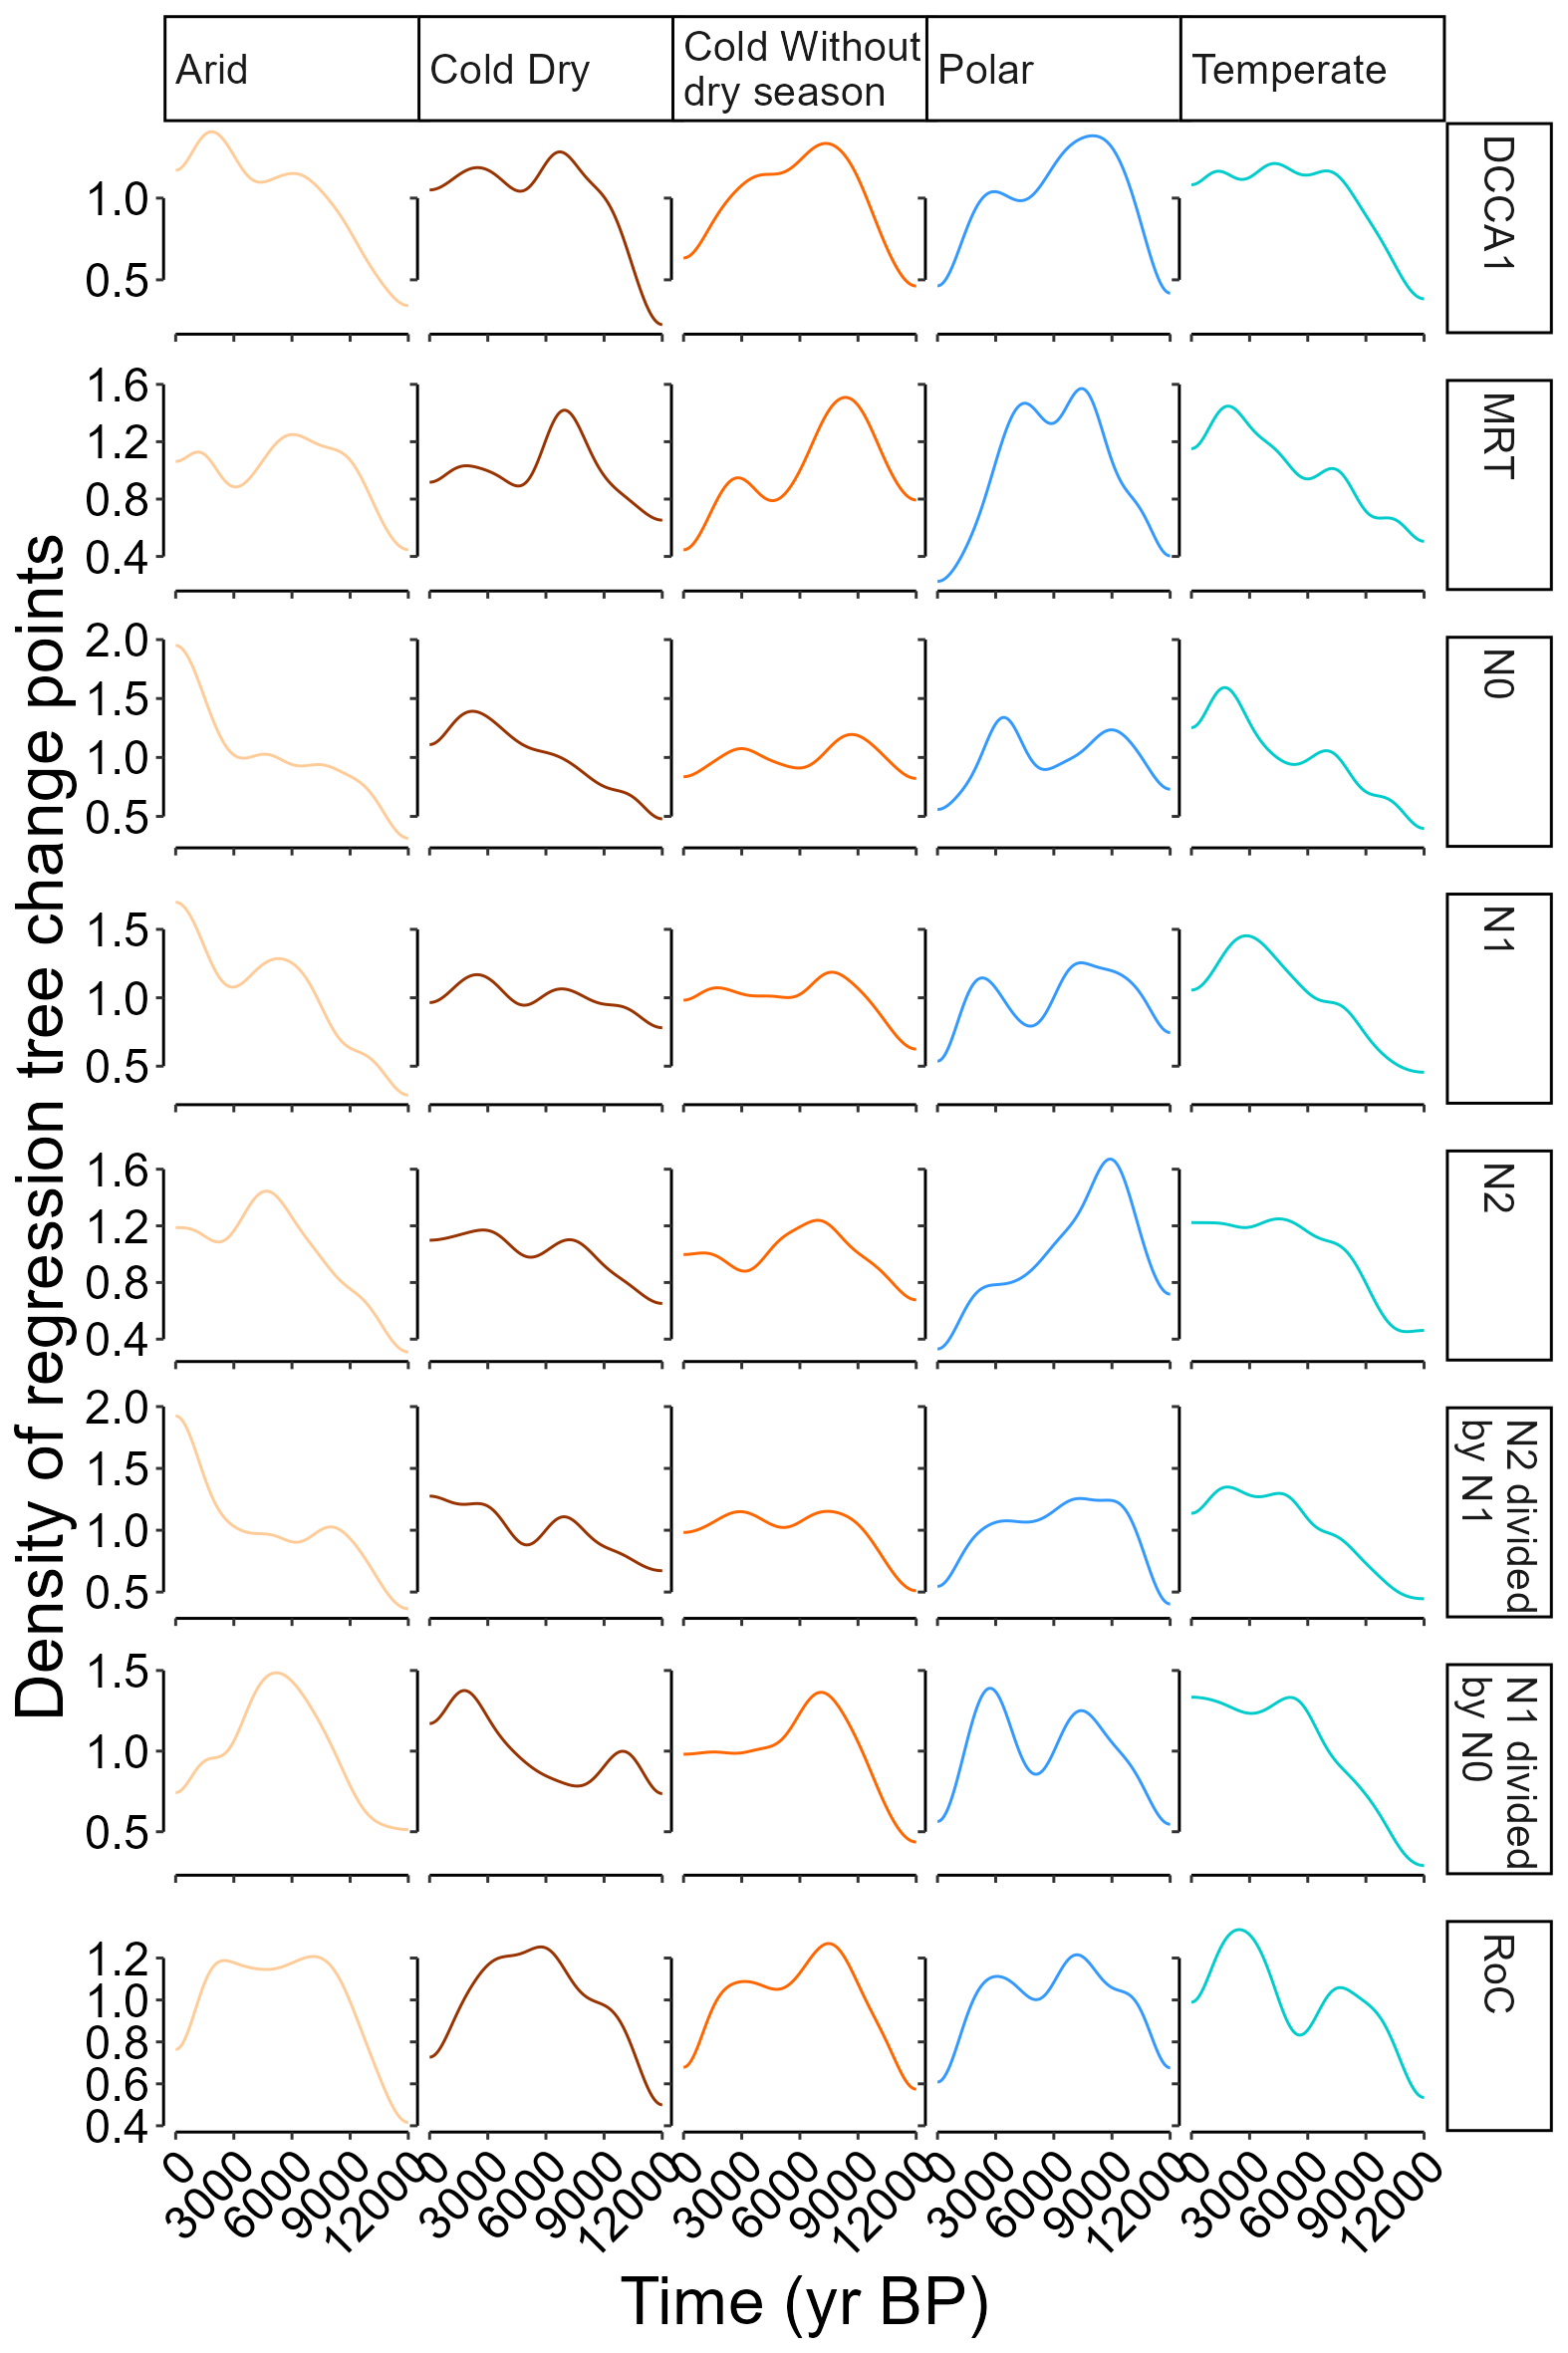 Arid
Cold Dry
Cold Without
dry season
Polar
Temperate
Density of regression tree change points
1.0
0.5
DCCA1
1.6
1.2
0.8
0.4
MRT
2.0
1.5
1.0
0.5
N0
1.5
1.0
0.5
N1
1.6
1.2
0.8
0.4
N2
2.0
1.5
1.0
0.5
N2 divided
by N1
1.5
1.0
0.5
N1 divided
by N0
1.2
1.0
0.8
0.6
0.4
RoC
0 3000 6000 9000 12000 0 3000 6000 9000 12000 0 3000 6000 9000 12000 0 3000 6000 9000 12000 0 3000 6000 9000 12000
Time (yr BP)